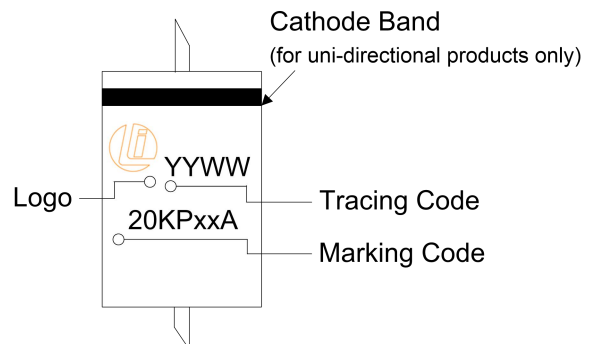 Cathode Band
(for uni-directional products only)
YYWW
Logo
Tracing Code
20KPxxA
Marking Code